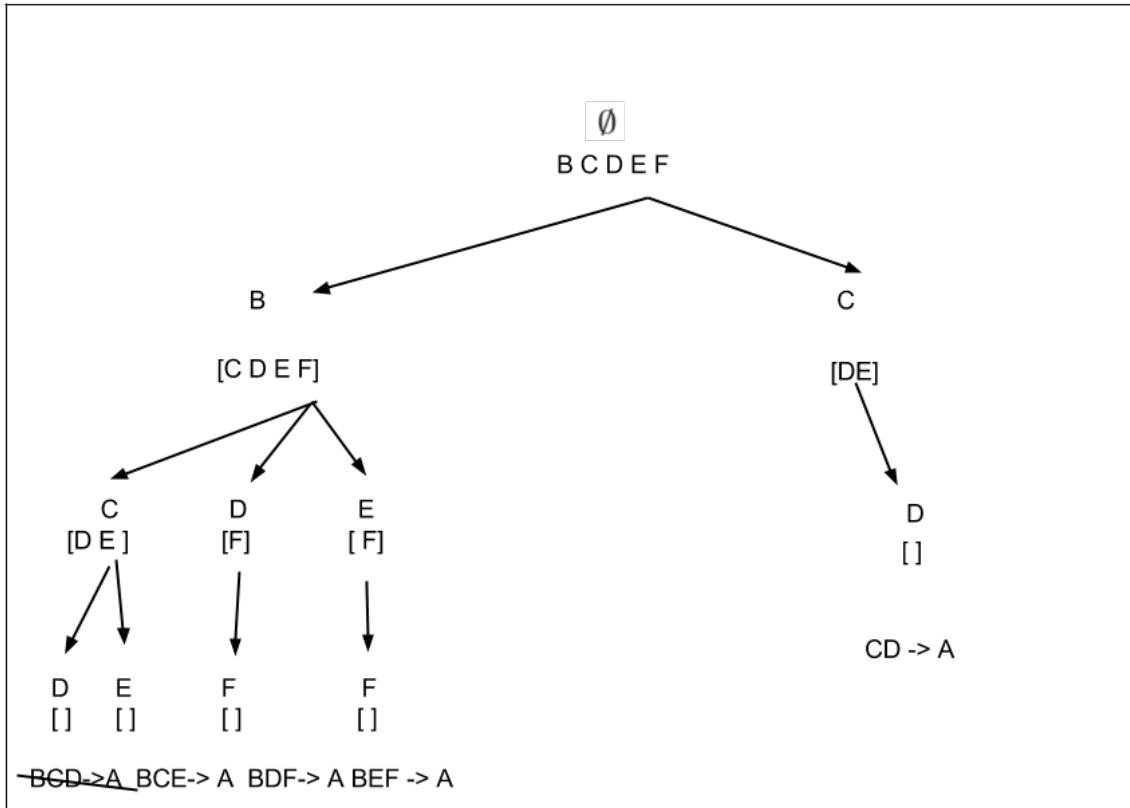 Ø
B C D E F
B C
[C D E F] [DE]
C D E D
[D E ] [F] [ F] [ ]
CD -> A
D E F F
[ ] [ ] [ ] [ ]
BCD->A BCE-> A BDF-> A BEF -> A